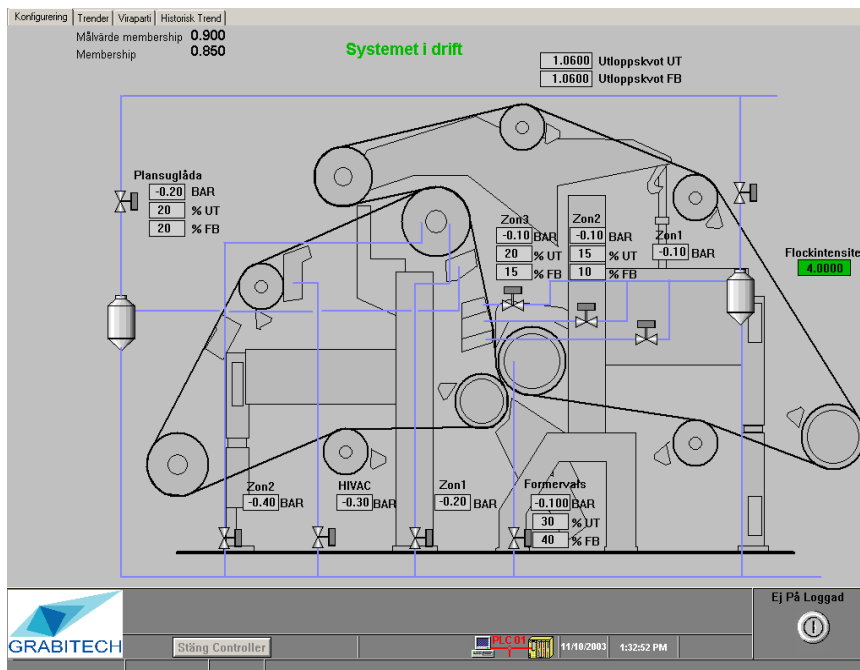 Konfigurering Trender Viraparti Historisk Trend
Målvärde membership 0.900
Membership 0.850
Systemet i drift
1.0600 Utloppskvot UT
1.0600 Utloppskvot FB
Plansuglåda
-0.20 BAR
20 % UT
20 % FB
Zon3
-0.10 BAR
20 % UT
15 % FB
Zon2
-0.10 BAR
15 % UT
10 % FB
Zon1
-0.10 BAR
Flockintensite
4.0000
Zon2
-0.40 BAR
HIVAC
-0.30 BAR
Zon1
-0.20 BAR
Formervals
-0.100 BAR
30 % UT
40 % FB
GRABITECH
Stäng Controller
PLC 01
11/10/2003 1:32:52 PM
Ej På Loggad